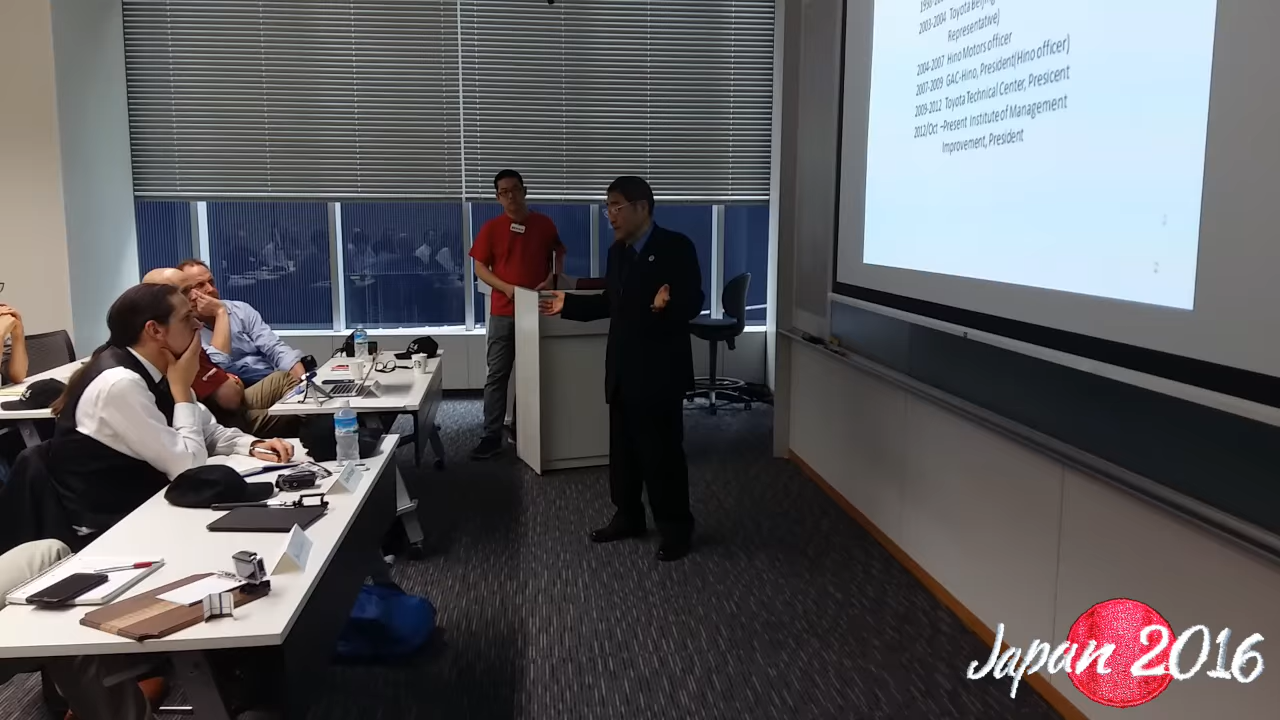 2003-2004 Toyota Beijing
Representative)
2004-2007 Hino Motors officer
2007-2009 GAC-Hino, President(Hino officer)
2009-2012 Toyota Technical Center, President
2012/Oct –Present Institute of Management
Improvement, President
Japan 2016